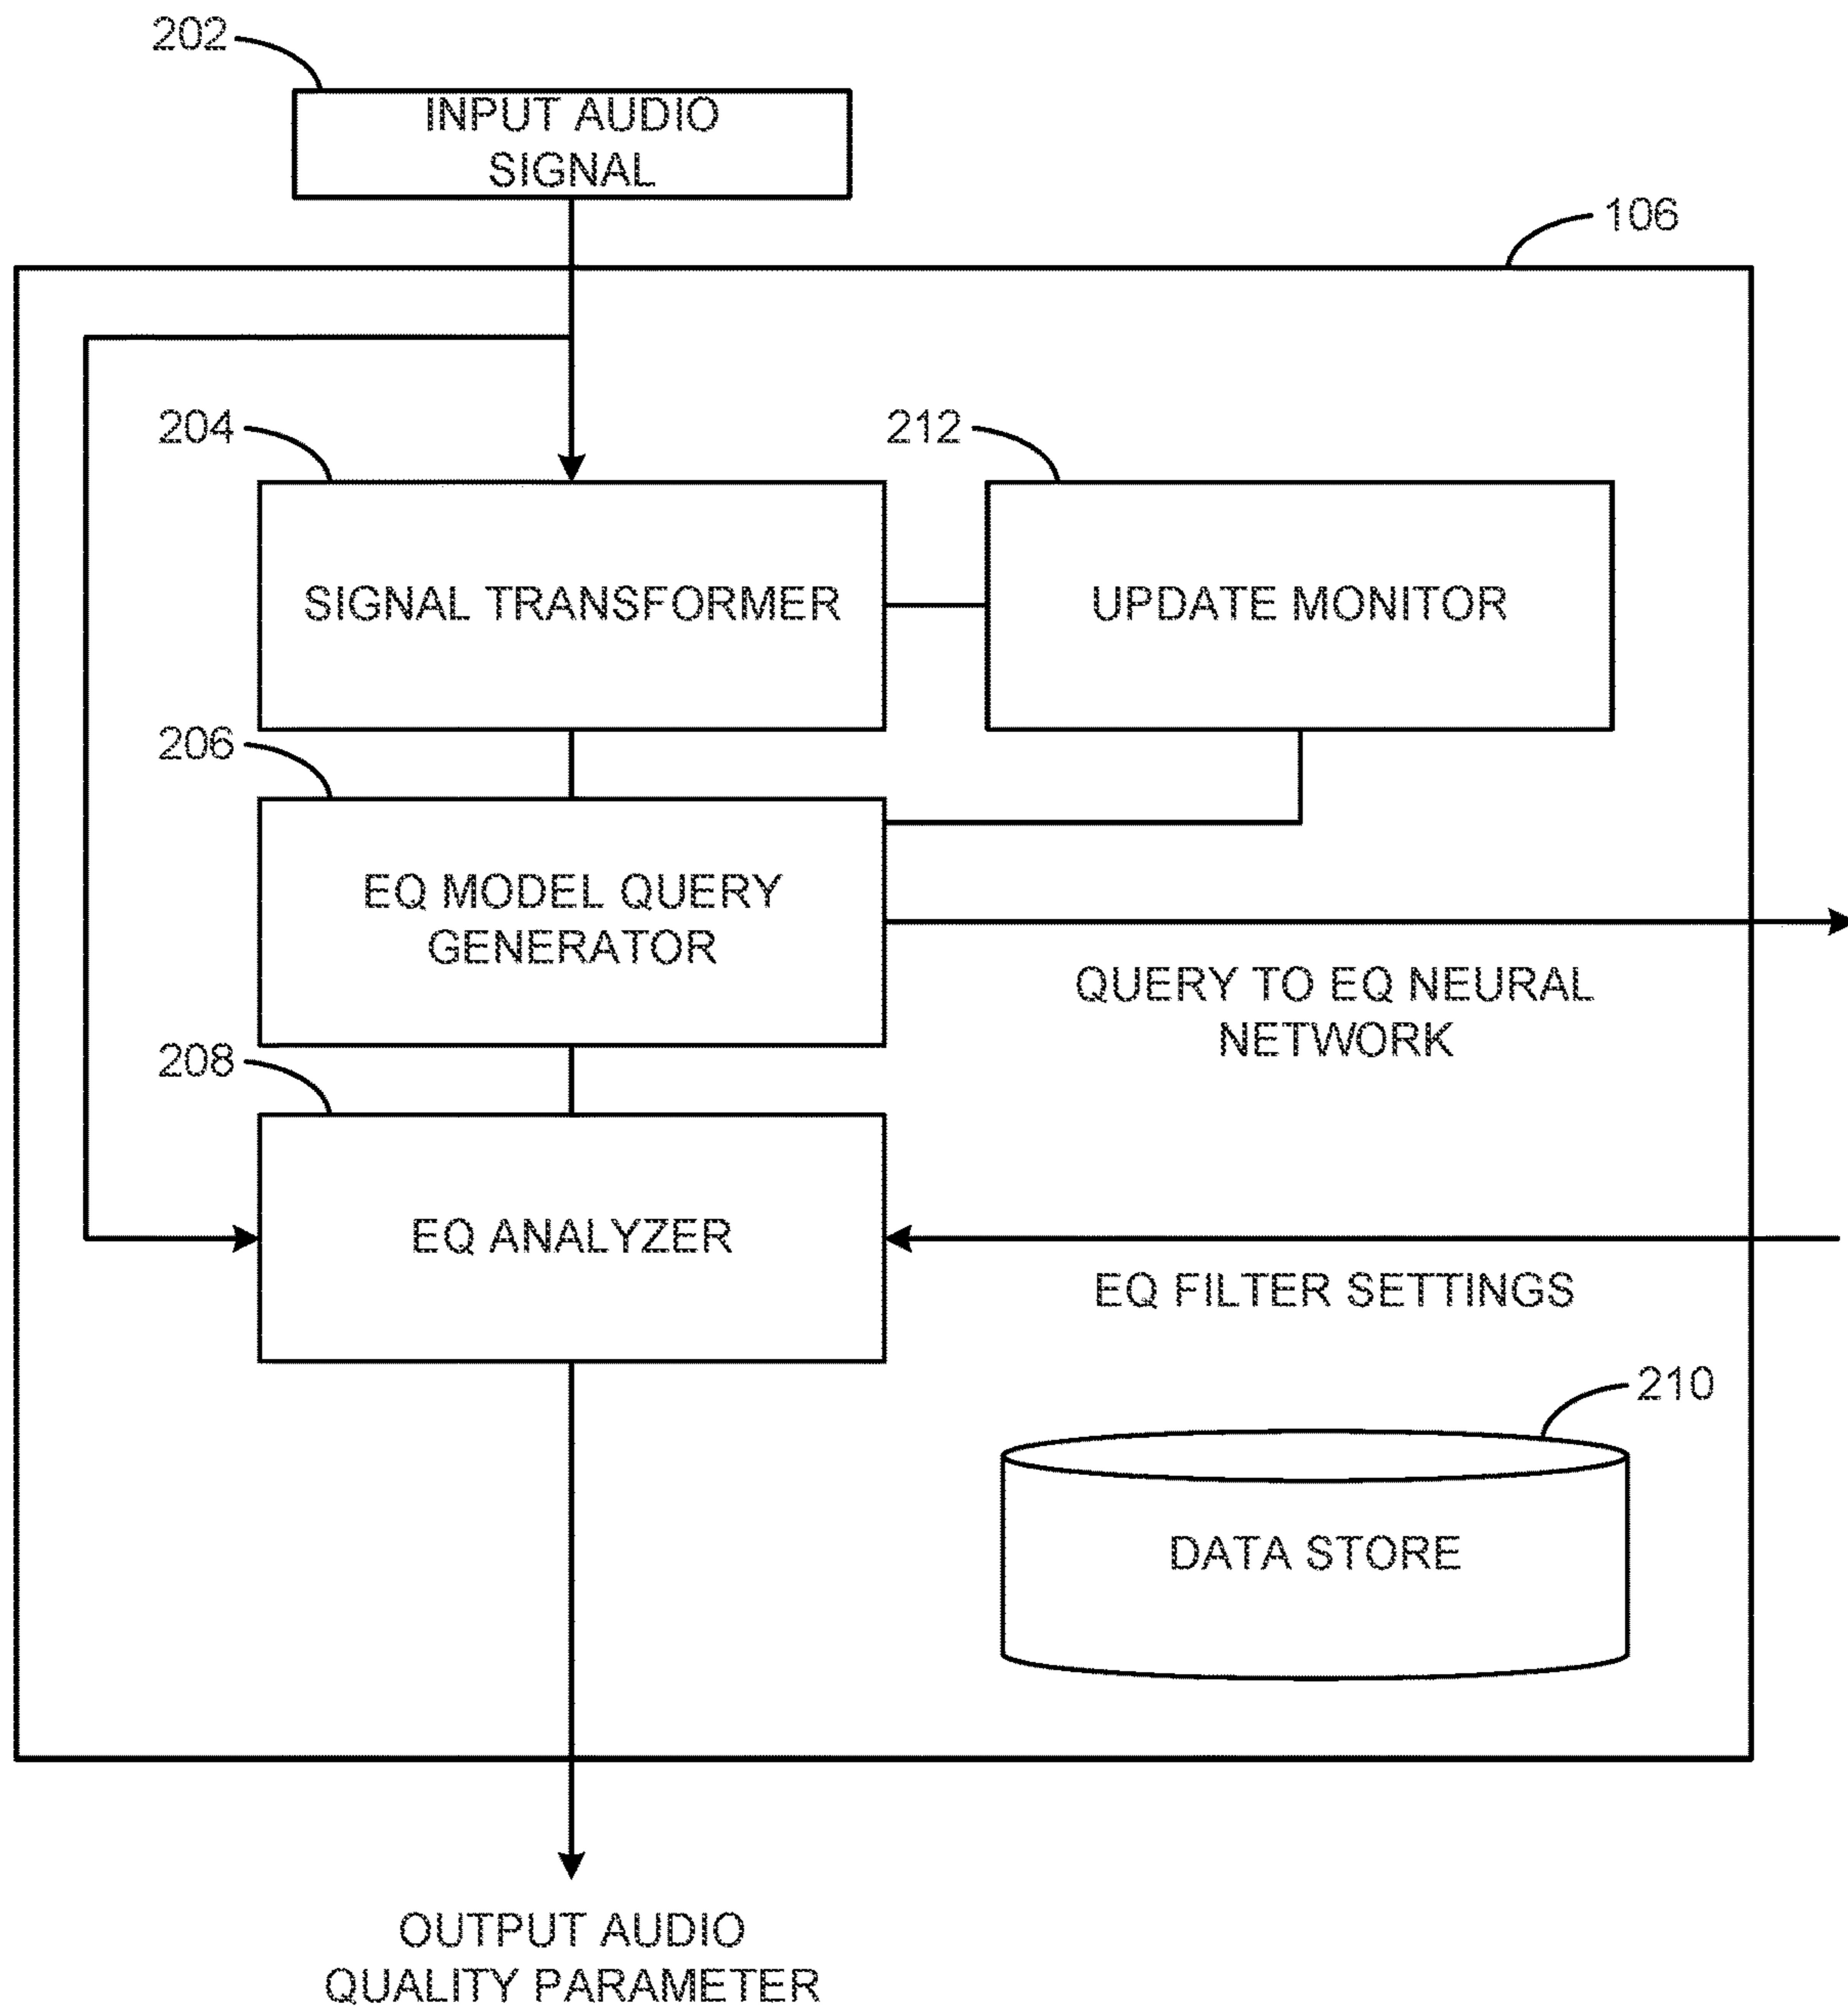 202
INPUT AUDIO
SIGNAL
106
204
212
SIGNAL TRANSFORMER
UPDATE MONITOR
206
EQ MODEL QUERY
GENERATOR
QUERY TO EQ NEURAL
NETWORK
208
EQ ANALYZER
EQ FILTER SETTINGS
210
DATA STORE
OUTPUT AUDIO
QUALITY PARAMETER